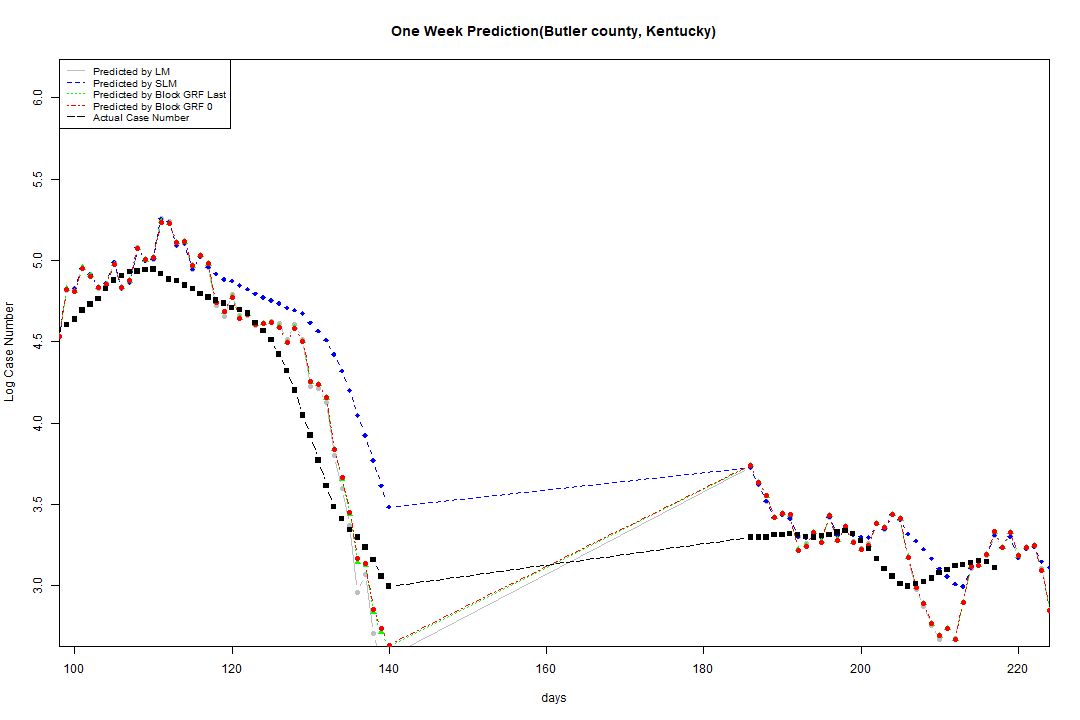 One Week Prediction(Butler county, Kentucky)
Predicted by LM
Predicted by SLM
Predicted by Block GRF Last
Predicted by Block GRF 0
Actual Case Number
6.0
5.5
5.0
4.5
4.0
3.5
3.0
Log Case Number
100 120 140 160 180 200 220
days